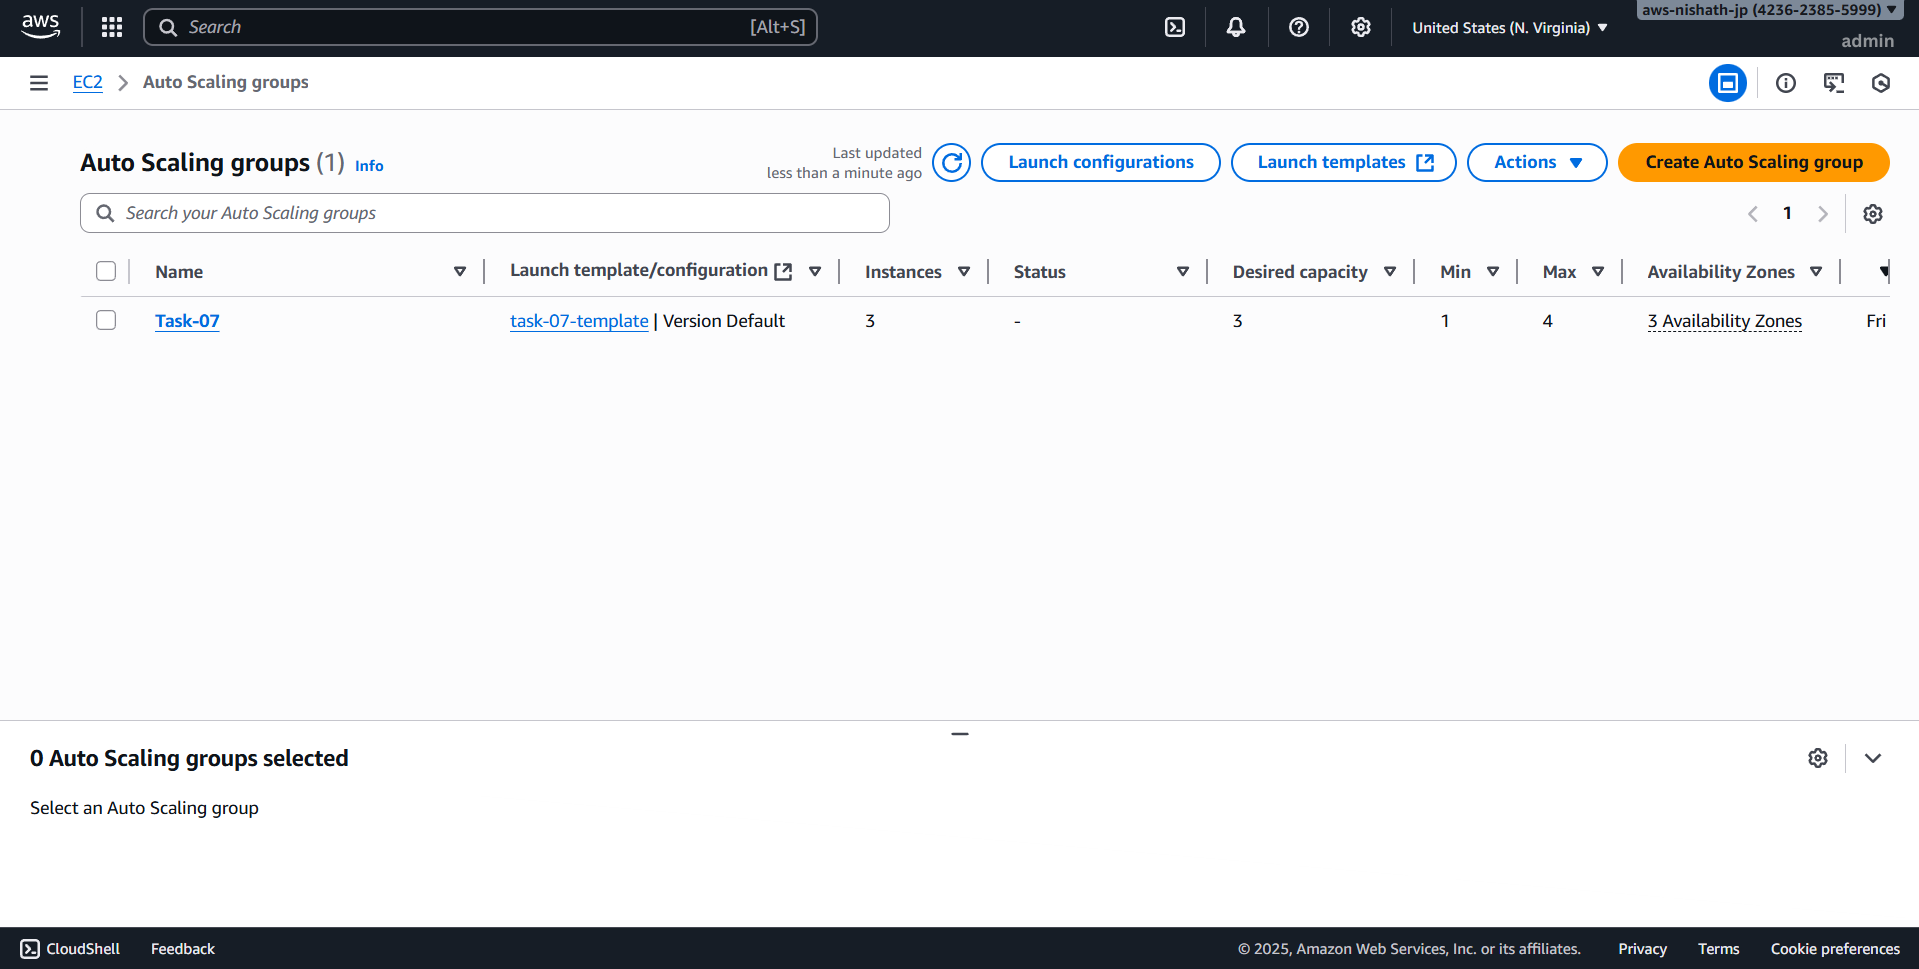 aws
Search [Alt+S]
United States (N. Virginia)
aws-nishath-jp (4236-2385-5999)
admin
EC2
Auto Scaling groups
Auto Scaling groups (1) Info
Last updated
less than a minute ago
Launch configurations
Launch templates
Actions
Create Auto Scaling group
Search your Auto Scaling groups
1
Name Launch template/configuration Instances Status Desired capacity Min Max Availability Zones
Task-07 task-07-template | Version Default 3 - 3 1 4 3 Availability Zones Fri
0 Auto Scaling groups selected
Select an Auto Scaling group
CloudShell Feedback © 2025, Amazon Web Services, Inc. or its affiliates. Privacy Terms Cookie preferences